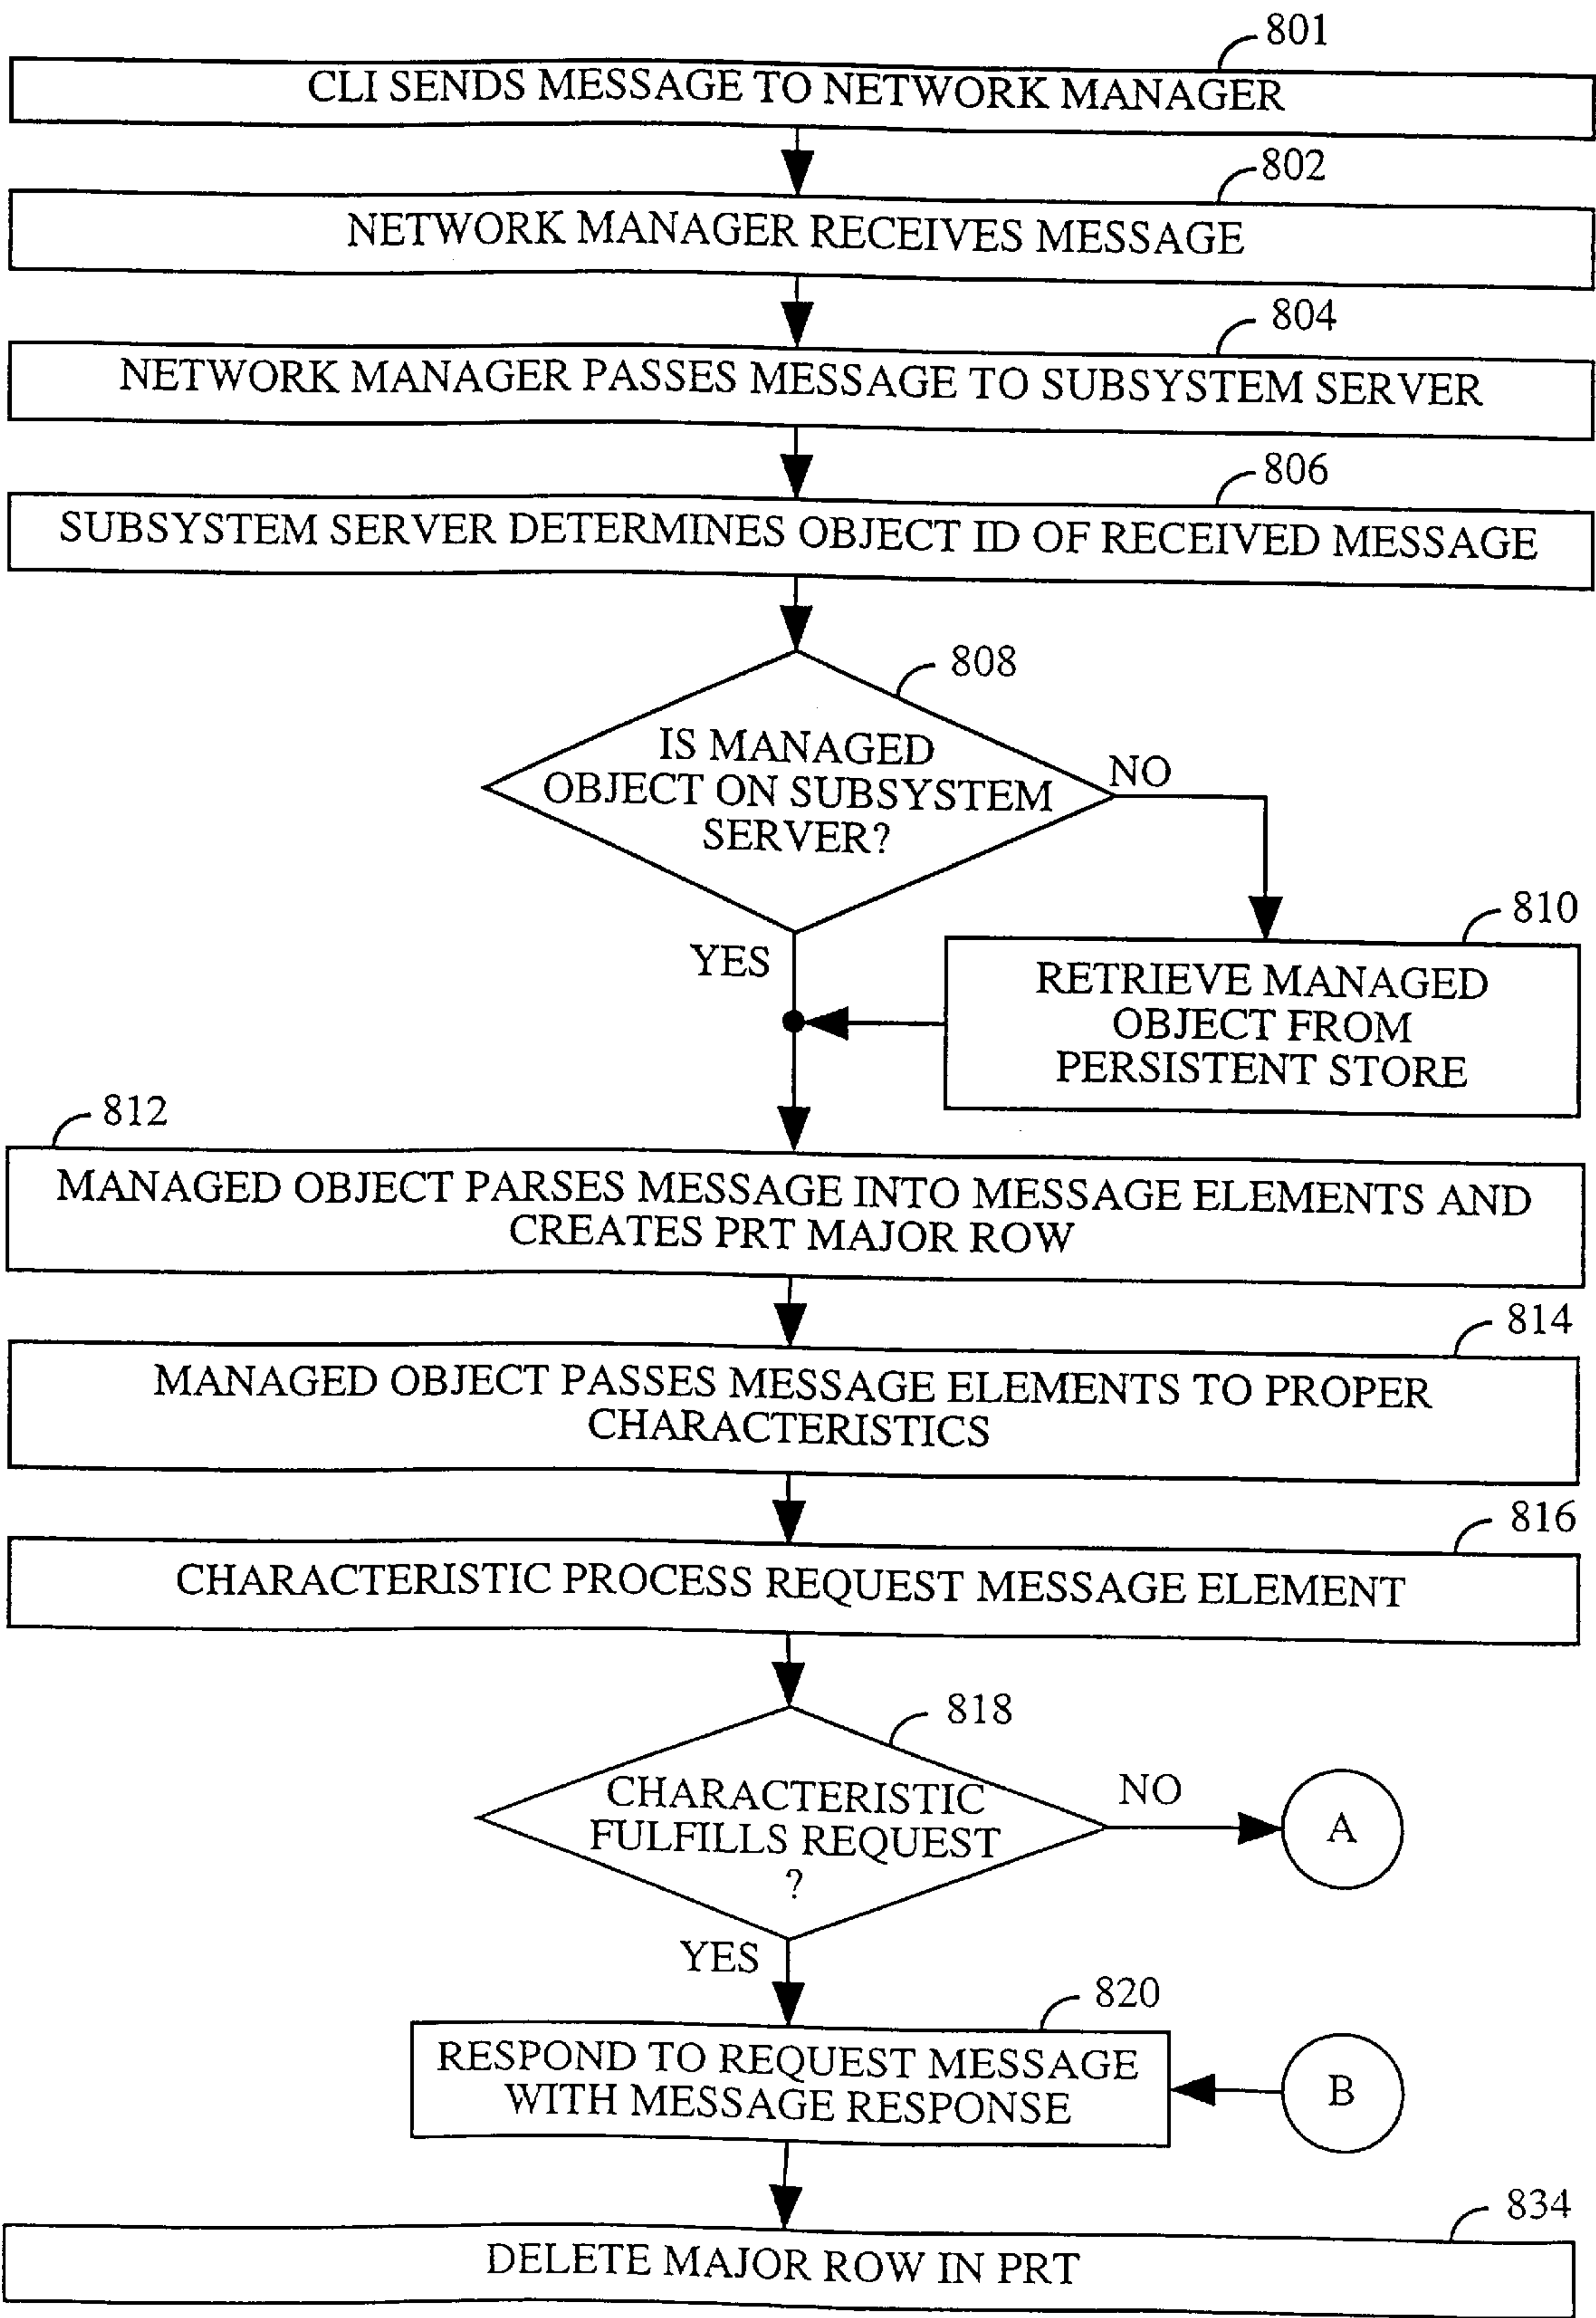 801
CLI SENDS MESSAGE TO NETWORK MANAGER
802
NETWORK MANAGER RECEIVES MESSAGE
804
NETWORK MANAGER PASSES MESSAGE TO SUBSYSTEM SERVER
806
SUBSYSTEM SERVER DETERMINES OBJECT ID OF RECEIVED MESSAGE
808
IS MANAGED
OBJECT ON SUBSYSTEM
SERVER?
NO
YES
810
RETRIEVE MANAGED
OBJECT FROM
PERSISTENT STORE
812
MANAGED OBJECT PARSES MESSAGE INTO MESSAGE ELEMENTS AND
CREATES PRT MAJOR ROW
814
MANAGED OBJECT PASSES MESSAGE ELEMENTS TO PROPER
CHARACTERISTICS
816
CHARACTERISTIC PROCESS REQUEST MESSAGE ELEMENT
818
CHARACTERISTIC
FULFILLS REQUEST
?
NO
A
YES
820
RESPOND TO REQUEST MESSAGE
WITH MESSAGE RESPONSE
B
834
DELETE MAJOR ROW IN PRT